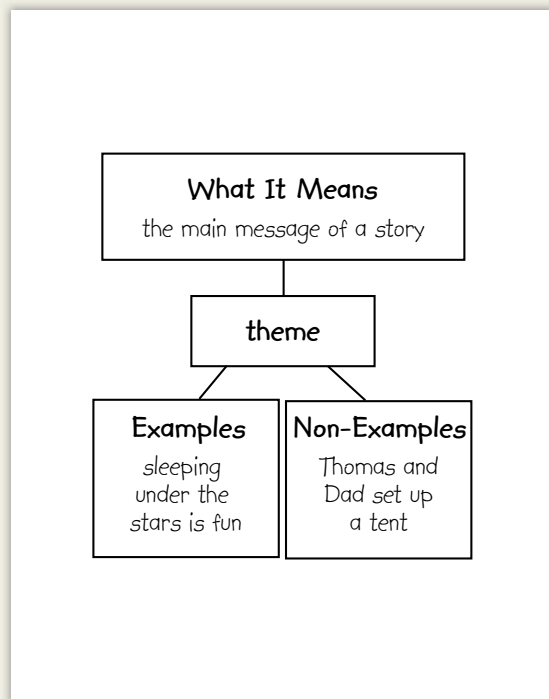 What It Means
the main message of a story
theme
Examples
sleeping
under the
stars is fun
Non-Examples
Thomas and
Dad set up
a tent